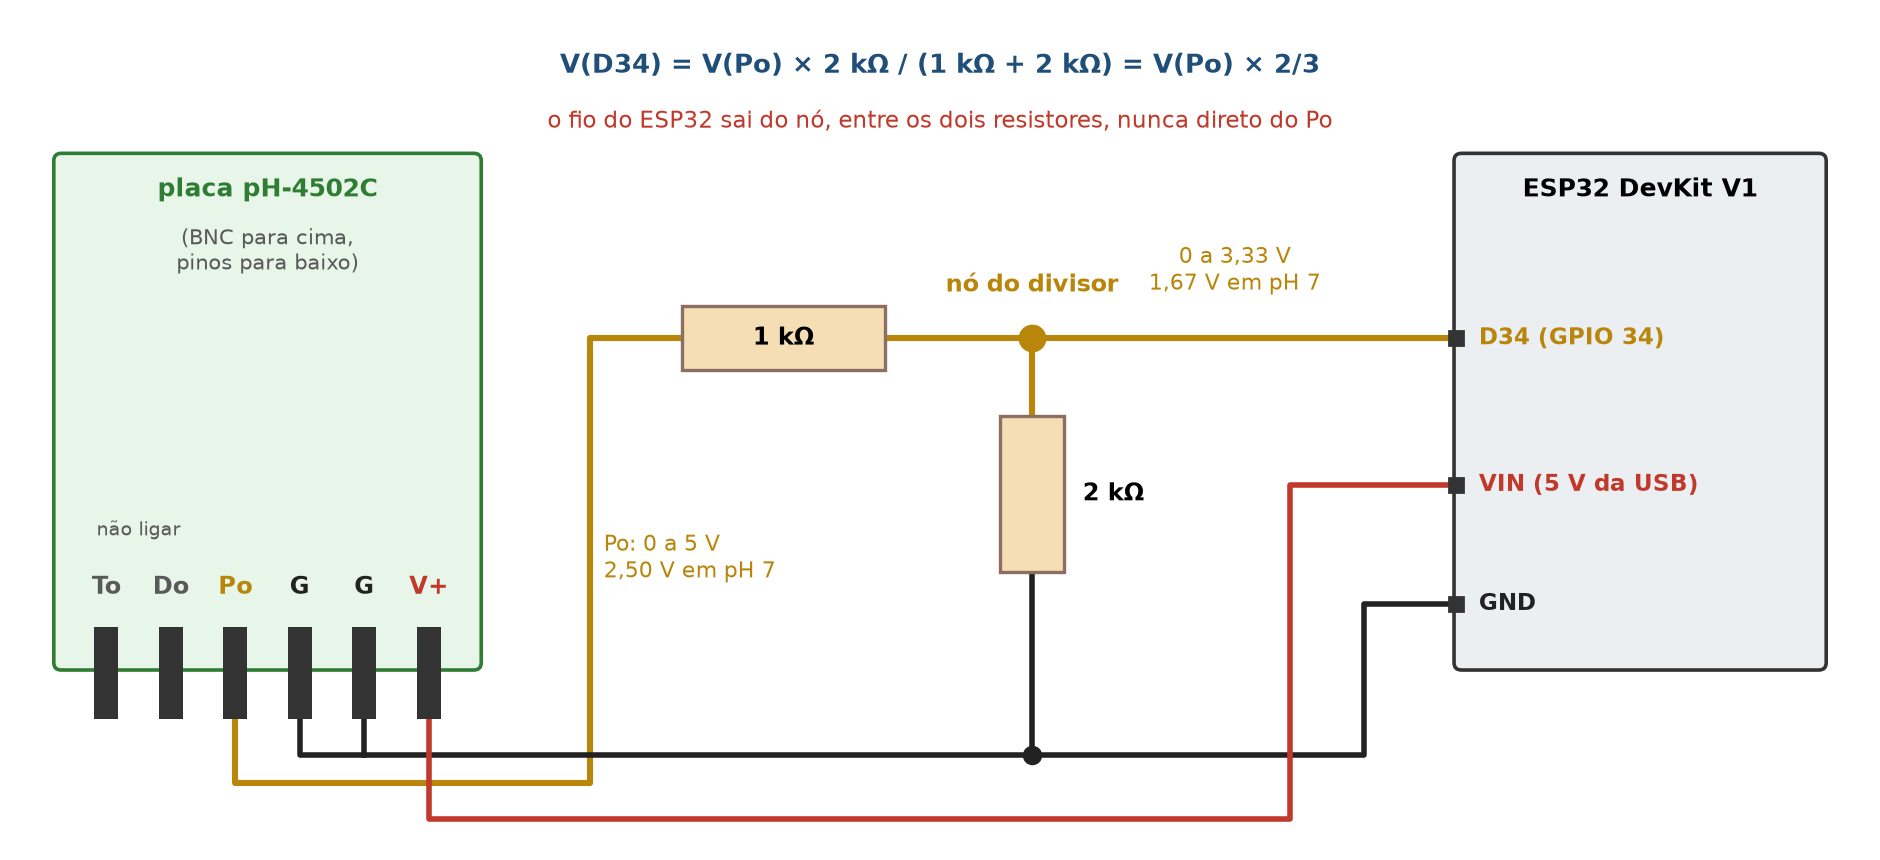 V(D34) = V(Po) × 2 kΩ / (1 kΩ + 2 kΩ) = V(Po) × 2/3
o fio do ESP32 sai do nó, entre os dois resistores, nunca direto do Po
placa pH-4502C
(BNC para cima,
pinos para baixo)
ESP32 DevKit V1
0 a 3,33 V
1,67 V em pH 7
nó do divisor
1 kΩ
D34 (GPIO 34)
2 kΩ
VIN (5 V da USB)
não ligar
Po: 0 a 5 V
2,50 V em pH 7
To Do Po G G V+
GND